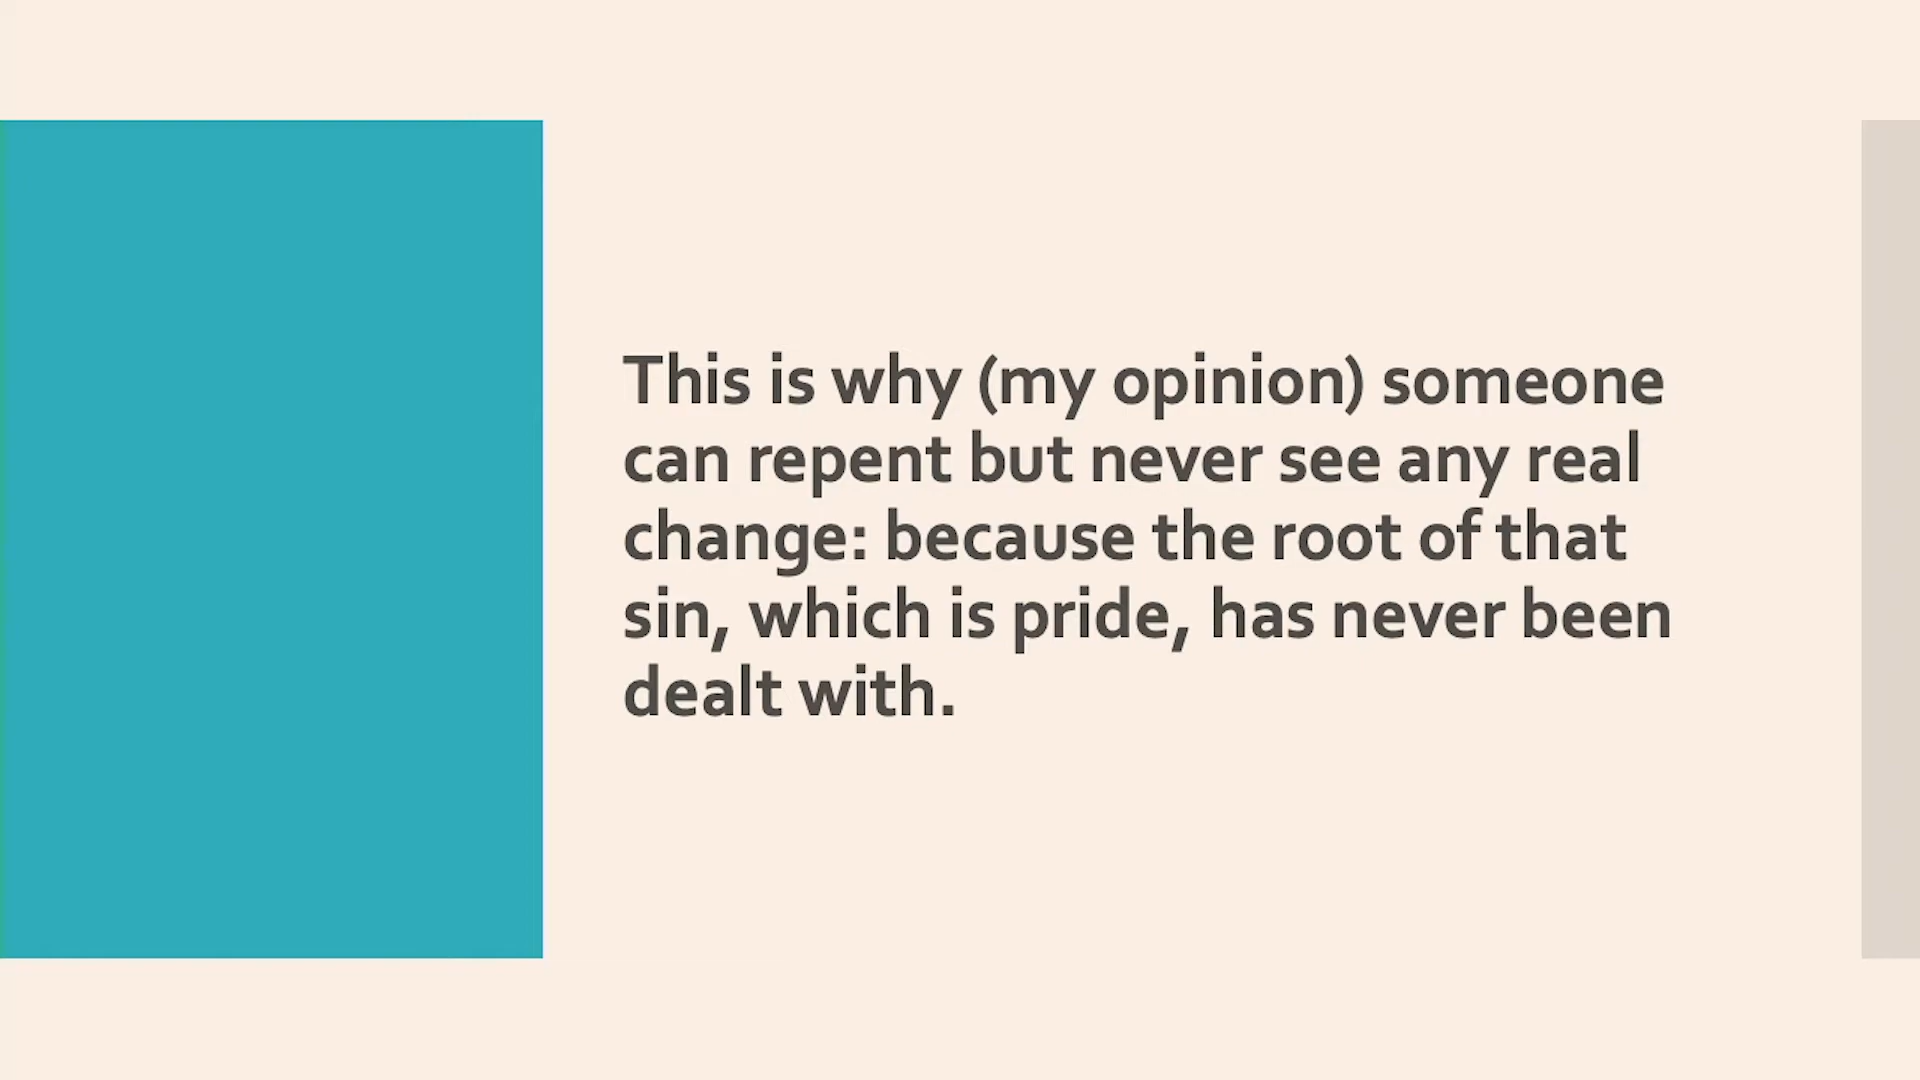 This is why (my opinion) someone
can repent but never see any real
change: because the root of that
sin, which is pride, has never been
dealt with.